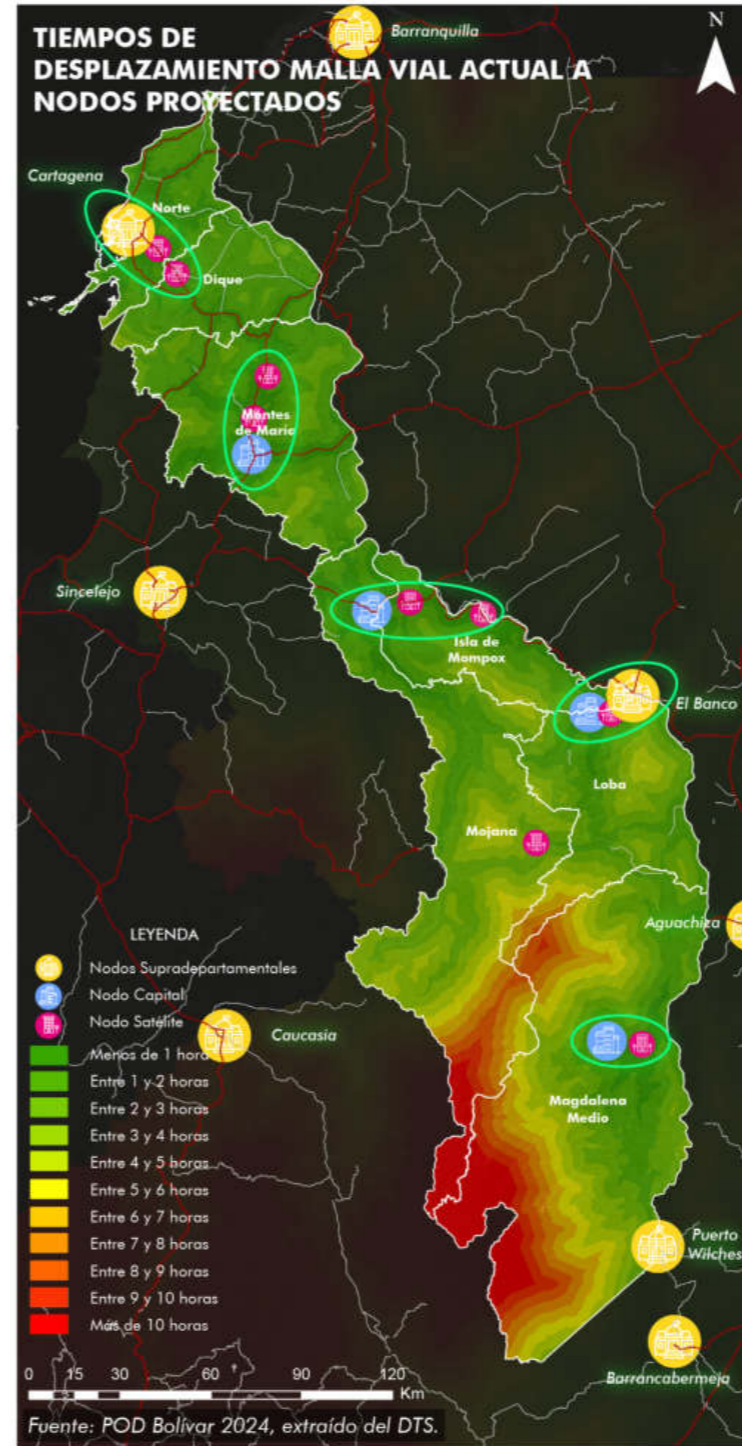 TIEMPOS DE
DESPLAZAMIENTO MALLA VIAL ACTUAL A
NODOS PROYECTADOS
Barranquilla
N
Cartagena
Norte
Dique
Montes
de María
Sincelejo
Isla de
Mompox
El Banco
Loba
Mojana
Aguachica
LEYENDA
Nodos Supradepartamentales
Nodo Capital
Nodo Satélite
Caucasia
Menos de 1 hora
Entre 1 y 2 horas
Entre 2 y 3 horas
Entre 3 y 4 horas
Entre 4 y 5 horas
Entre 5 y 6 horas
Entre 6 y 7 horas
Entre 7 y 8 horas
Entre 8 y 9 horas
Entre 9 y 10 horas
Más de 10 horas
Magdalena
Medio
Puerto
Wilches
Barrancabermeja
0 15 30 60 90 120
Km
Fuente: POD Bolívar 2024, extraído del DTS.